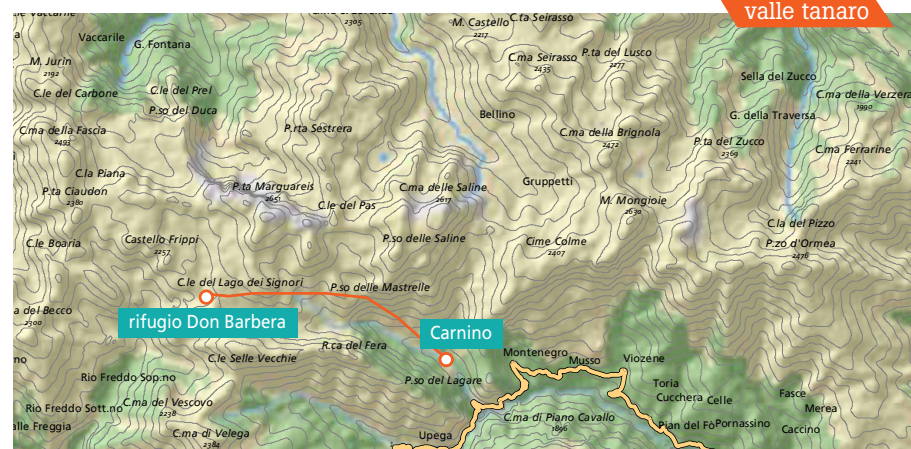 valle tanaro
2305
M. Castello
2217
C.ta Seirasso
Vaccarile
G. Fontana
C.ma Seirasso
2435
P.ta del Lusco
2277
M. Jurin
2192
Sella del Zucco
C.le del Carbone
C.le del Prel
P.so del Duca
C.ma della Verzera
1990
Bellino
G. della Traversa
C.ma della Fascia
2493
P.rta Sestrera
C.ma della Brignola
2472
P.ta del Zucco
2369
C.ma Ferrarine
2241
C.la Piana
P.ta Ciaudon
2380
P.ta Marguareis
2651
C.ma delle Saline
2617
Gruppetti
C.le del Pas
M. Mongioie
2630
C.la del Pizzo
C.le Boaria
Castello Frippi
2257
P.so delle Saline
Cime Colme
2407
P.zo d'Ormea
2476
C.le del Lago dei Signori
P.so delle Mastrelle
a del Becco
2300
rifugio Don Barbera
Carnino
R.ca del Fera
C.le Selle Vecchie
Montenegro
Musso
Viozene
no
Rio Freddo Sop.no
P.so del Lagare
Toria
Cucchera
Celle
Fasce
Merea
Rio Freddo Sott.no
C.ma del Vescovo
2238
C.ma di Piano Cavallo
1896
alle Freggia
C.ma di Velega
2384
Upega
Pian del Fò
Pornassino
Caccino